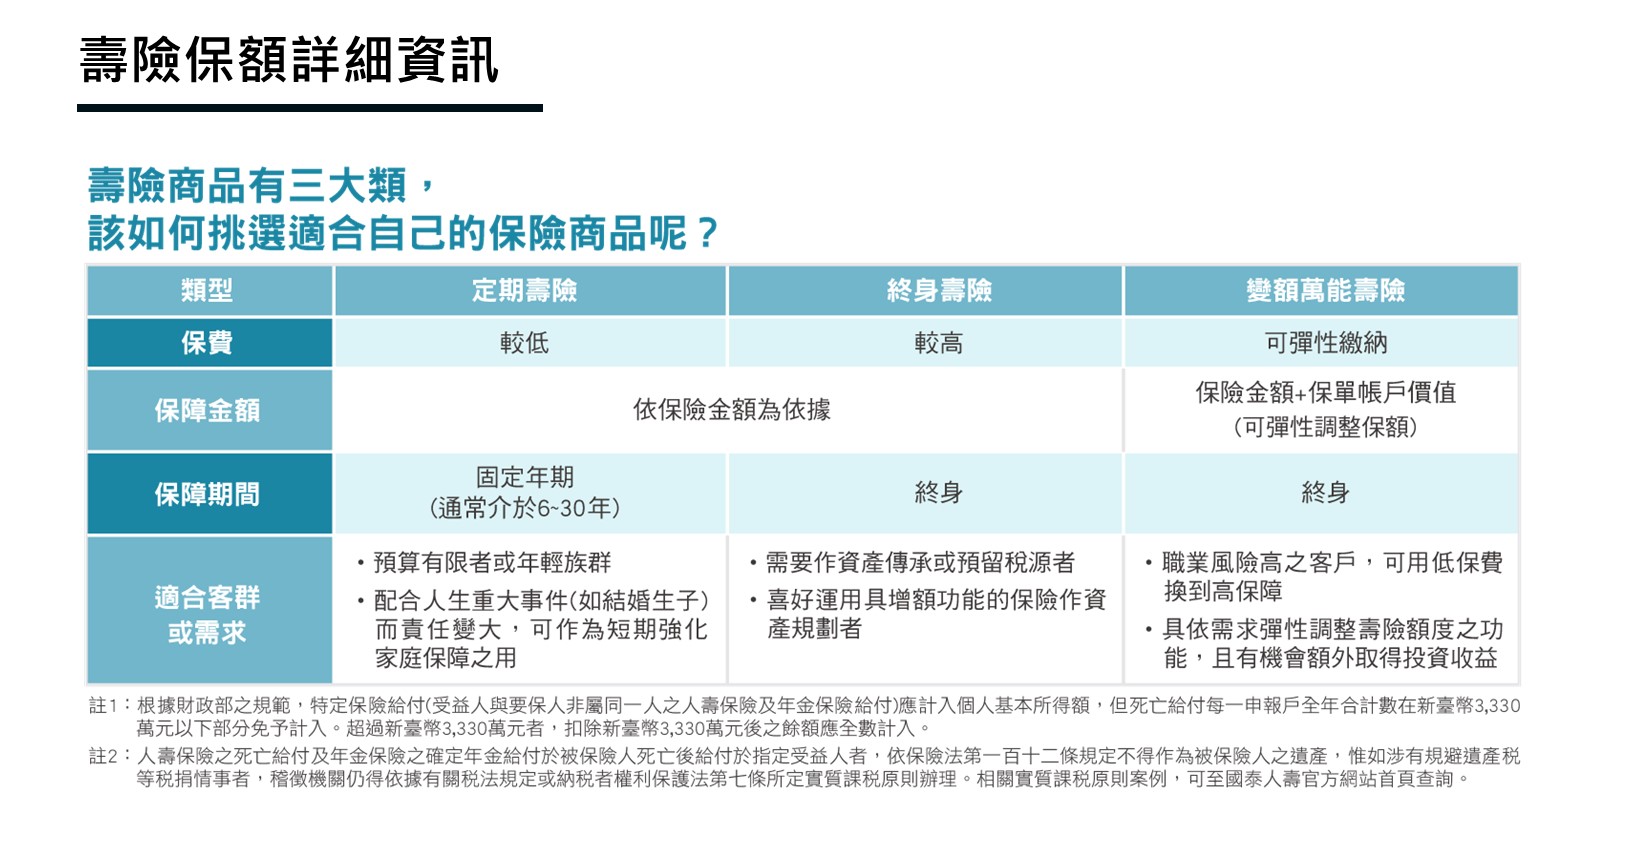 壽險保額詳細資訊
壽險商品有三大類，
該如何挑選適合自己的保險商品呢？
類型 定期壽險 終身壽險 變額萬能壽險
保費 較低 較高 可彈性繳納
保障金額 依保險金額為依據 保險金額+保單帳戶價值
(可彈性調整保額)
保障期間 固定年期 終身 終身
(通常介於6~30年)
適合客群
或需求
・預算有限者或年輕族群
・配合人生重大事件(如結婚生子)
而責任變大，可作為短期強化
家庭保障之用
・需要作資產傳承或預留稅源者
・喜好運用具增額功能的保險作資
產規劃者
・職業風險高之客戶，可用低保費
換到高保障
・具依需求彈性調整壽險額度之功
能，且有機會額外取得投資收益
註1：根據財政部之規範，特定保險給付(受益人與要保人非屬同一人之人壽保險及年金保險給付)應計入個人基本所得額，但死亡給付每一申報戶全年合計數在新臺幣3,330
萬元以下部分免予計入。超過新臺幣3,330萬元者，扣除新臺幣3,330萬元後之餘額應全數計入。
註2：人壽保險之死亡給付及年金保險之確定年金給付於被保險人死亡後給付於指定受益人者，依保險法第一百十二條規定不得作為被保險人之遺產，惟如涉有規避遺產稅
等稅捐情事者，稽徵機關仍得依據有關稅法規定或納稅者權利保護法第七條所定實質課稅原則辦理。相關實質課稅原則案例，可至國泰人壽官方網站首頁查詢。